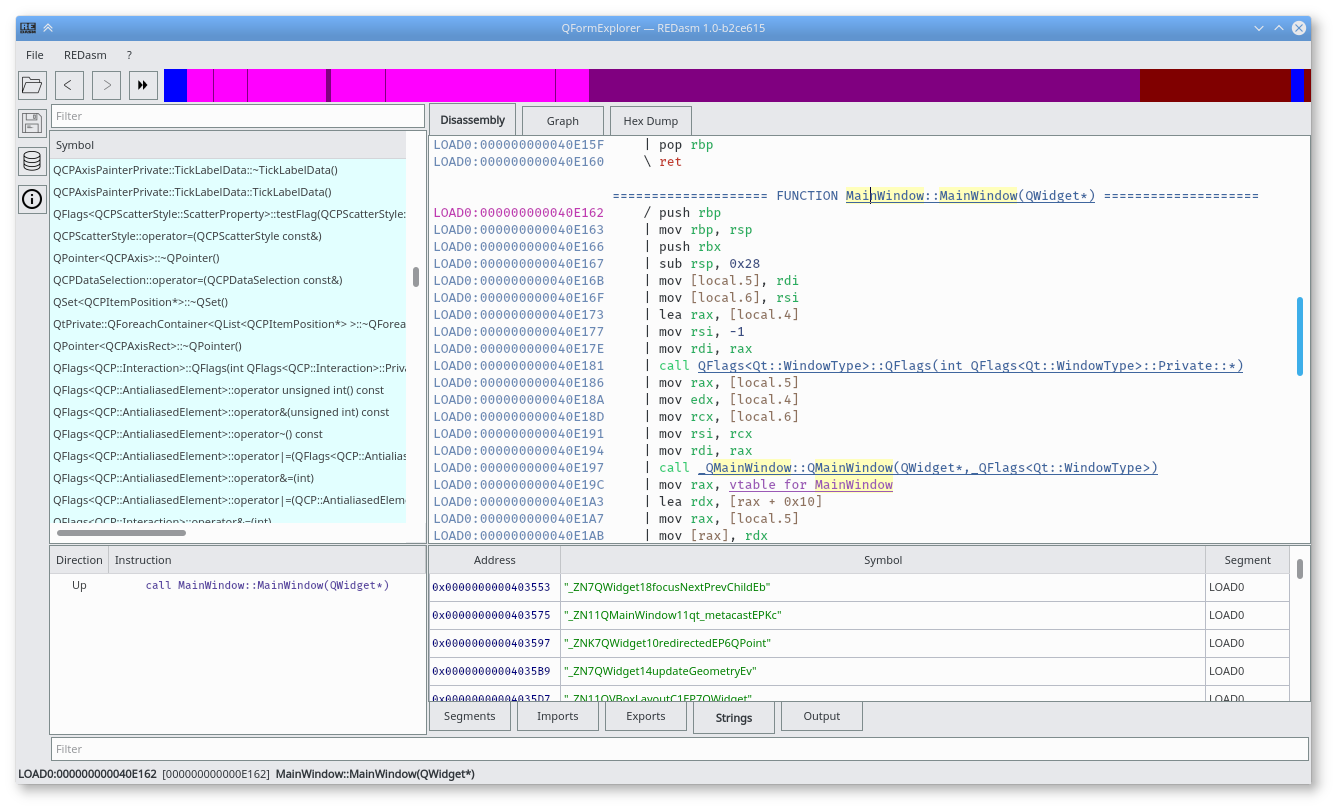 QFormExplorer — REDasm 1.0-b2ce615
File REDasm ?
Filter
Symbol
QCPAxisPainterPrivate::TickLabelData::~TickLabelData()
QCPAxisPainterPrivate::TickLabelData::TickLabelData()
QFlags<QCPScatterStyle::ScatterProperty>::testFlag(QCPScatterStyle:
QCPScatterStyle::operator=(QCPScatterStyle const&)
QPointer<QCPAxis>::~QPointer()
QCPDataSelection::operator=(QCPDataSelection const&)
QSet<QCPItemPosition*>::~QSet()
QtPrivate::QForeachContainer<QList<QCPItemPosition*> >::~QForea
QPointer<QCPAxisRect>::~QPointer()
QFlags<QCP::Interaction>::QFlags(int QFlags<QCP::Interaction>::Priva
QFlags<QCP::AntialiasedElement>::operator unsigned int() const
QFlags<QCP::AntialiasedElement>::operator&(unsigned int) const
QFlags<QCP::AntialiasedElement>::operator~() const
QFlags<QCP::AntialiasedElement>::operator|=(QFlags<QCP::Antialias
QFlags<QCP::AntialiasedElement>::operator&=(int)
QFlags<QCP::AntialiasedElement>::operator|=(QCP::AntialiasedElem
QFlags<QCP::Interaction>::operator&=(int)
Disassembly Graph Hex Dump
LOAD0:000000000040E15F | pop rbp
LOAD0:000000000040E160 \ ret
=================== FUNCTION MainWindow::MainWindow(QWidget*) ===================
LOAD0:000000000040E162 / push rbp
LOAD0:000000000040E163 | mov rbp, rsp
LOAD0:000000000040E166 | push rbx
LOAD0:000000000040E167 | sub rsp, 0x28
LOAD0:000000000040E16B | mov [local.5], rdi
LOAD0:000000000040E16F | mov [local.6], rsi
LOAD0:000000000040E173 | lea rax, [local.4]
LOAD0:000000000040E177 | mov rsi, -1
LOAD0:000000000040E17E | mov rdi, rax
LOAD0:000000000040E181 | call QFlags<Qt::WindowType>::QFlags(int QFlags<Qt::WindowType>::Private::*)
LOAD0:000000000040E186 | mov rax, [local.5]
LOAD0:000000000040E18A | mov edx, [local.4]
LOAD0:000000000040E18D | mov rcx, [local.6]
LOAD0:000000000040E191 | mov rsi, rcx
LOAD0:000000000040E194 | mov rdi, rax
LOAD0:000000000040E197 | call _QMainWindow::QMainWindow(QWidget*,_QFlags<Qt::WindowType>)
LOAD0:000000000040E19C | mov rax, vtable for MainWindow
LOAD0:000000000040E1A3 | lea rdx, [rax + 0x10]
LOAD0:000000000040E1A7 | mov rax, [local.5]
LOAD0:000000000040E1AB | mov [rax], rdx
Direction Instruction
Up call MainWindow::MainWindow(QWidget*)
Address Symbol Segment
0x0000000000403553 "_ZN7QWidget18focusNextPrevChildEb" LOAD0
0x0000000000403575 "_ZN11QMainWindow11qt_metacastEPKc" LOAD0
0x0000000000403597 "_ZNK7QWidget10redirectedEP6QPoint" LOAD0
0x00000000004035B9 "_ZN7QWidget14updateGeometryEv" LOAD0
0x00000000004035D7 "_ZN11QVBoxLayoutC1EP7QWidget" LOAD0
Segments Imports Exports Strings Output
Filter
LOAD0:000000000040E162 [000000000000E162] MainWindow::MainWindow(QWidget*)